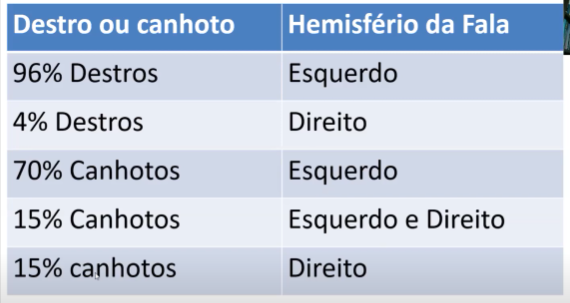 Destro ou canhoto Hemisfério da Fala
96% Destros Esquerdo
4% Destros Direito
70% Canhotos Esquerdo
15% Canhotos Esquerdo e Direito
15% canhotos Direito